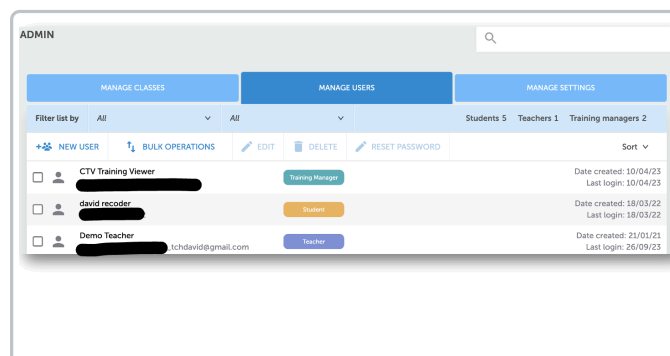 ADMIN
MANAGE CLASSES MANAGE USERS MANAGE SETTINGS
Filter list by All All Students 5 Teachers 1 Training managers 2
NEW USER BULK OPERATIONS EDIT DELETE RESET PASSWORD Sort
CTV Training Viewer Training Manager Date created: 10/04/23
Last login: 10/04/23
david recoder Student Date created: 18/03/22
Last login: 18/03/22
Demo Teacher Teacher Date created: 21/01/21
_tchdavid@gmail.com Last login: 26/09/23